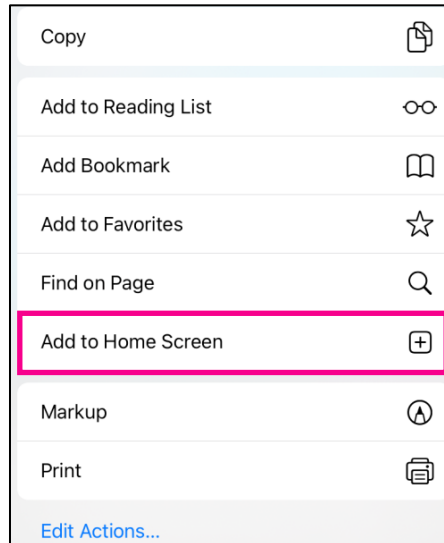 Copy
Add to Reading List
Add Bookmark
Add to Favorites
Find on Page
Add to Home Screen
Markup
Print
Edit Actions...